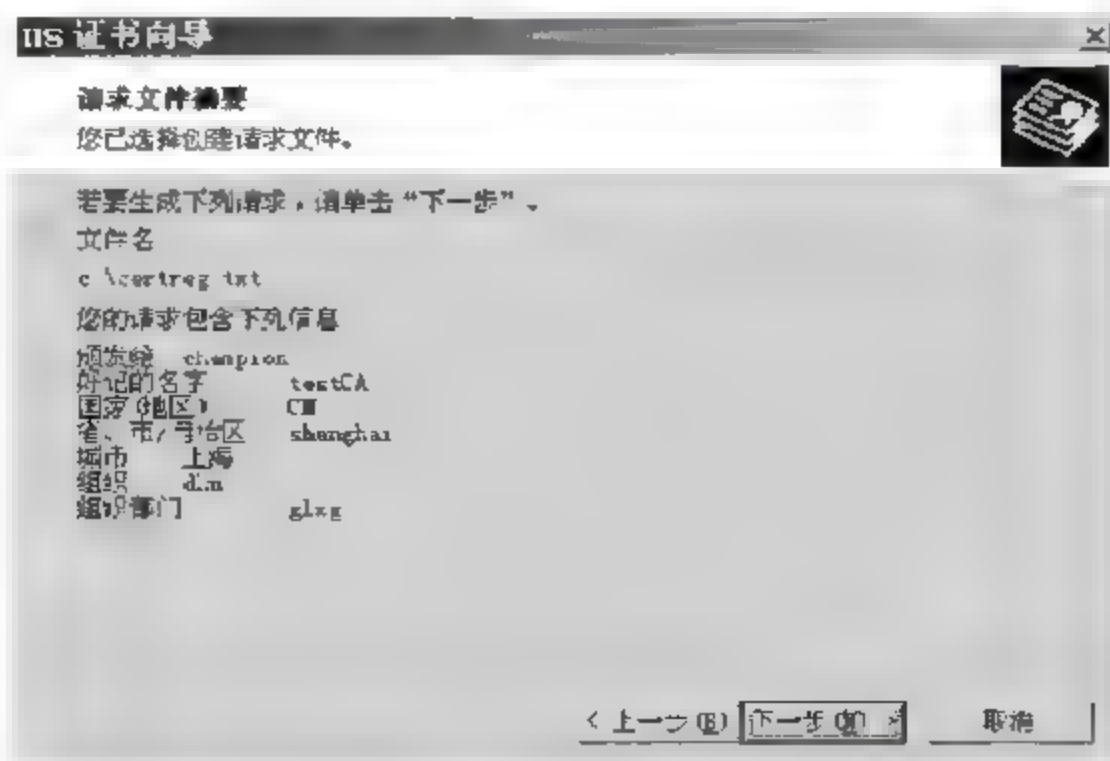 IIS 证书向导
请求文件摘要
您已选择创建请求文件。
若要生成下列请求，请单击“下一步”。
文件名
c \certreg txt
您的请求包含下列信息
颁发给 champion
好记的名字 testCA
国家(地区) CN
省、市/自治区 shanghai
城市 上海
组织
组织部门 glxg
< 上一步(B) 下一步(N) > 取消